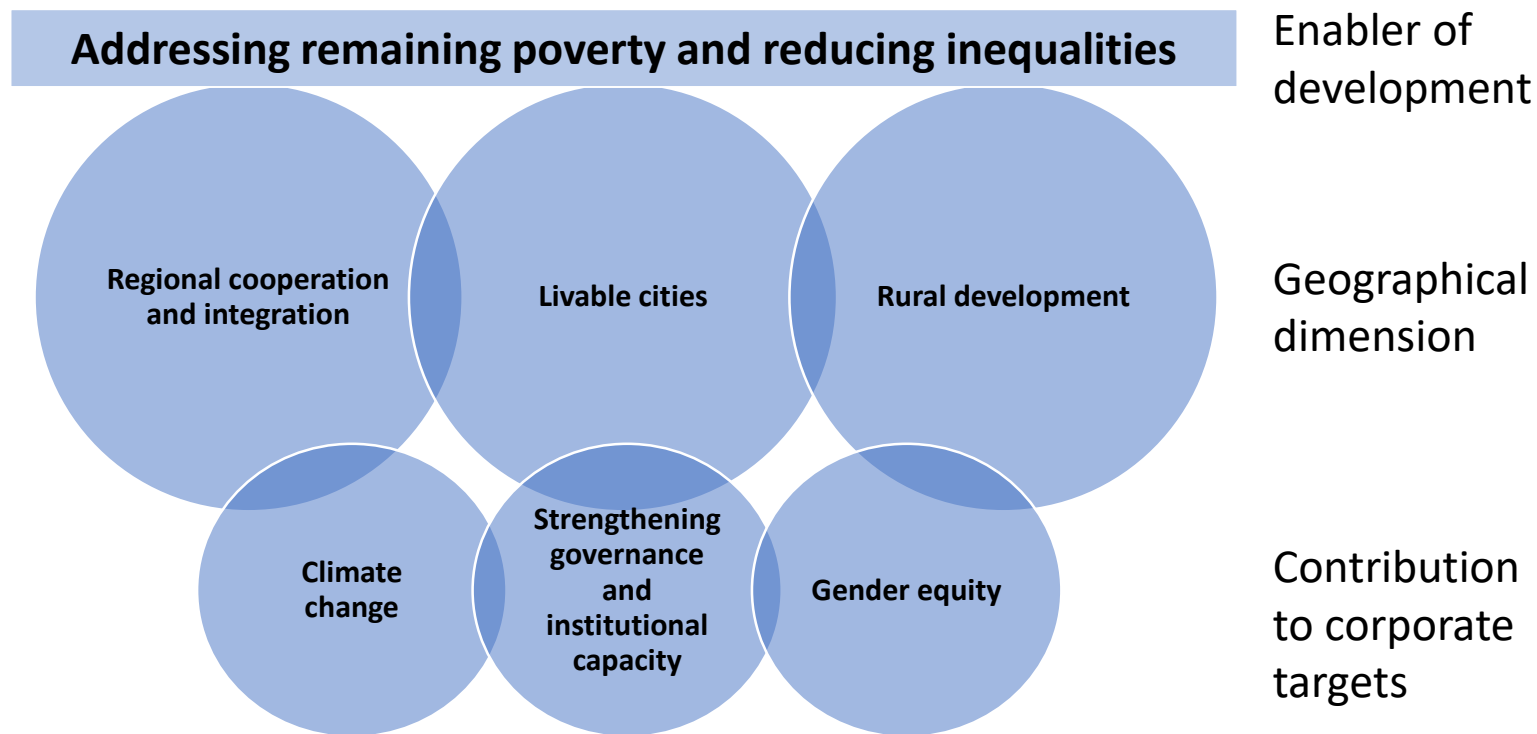 Addressing remaining poverty and reducing inequalities
Enabler of
development
Regional cooperation
and integration
Livable cities
Rural development
Geographical
dimension
Climate
change
Strengthening
governance
and
institutional
capacity
Gender equity
Contribution
to corporate
targets